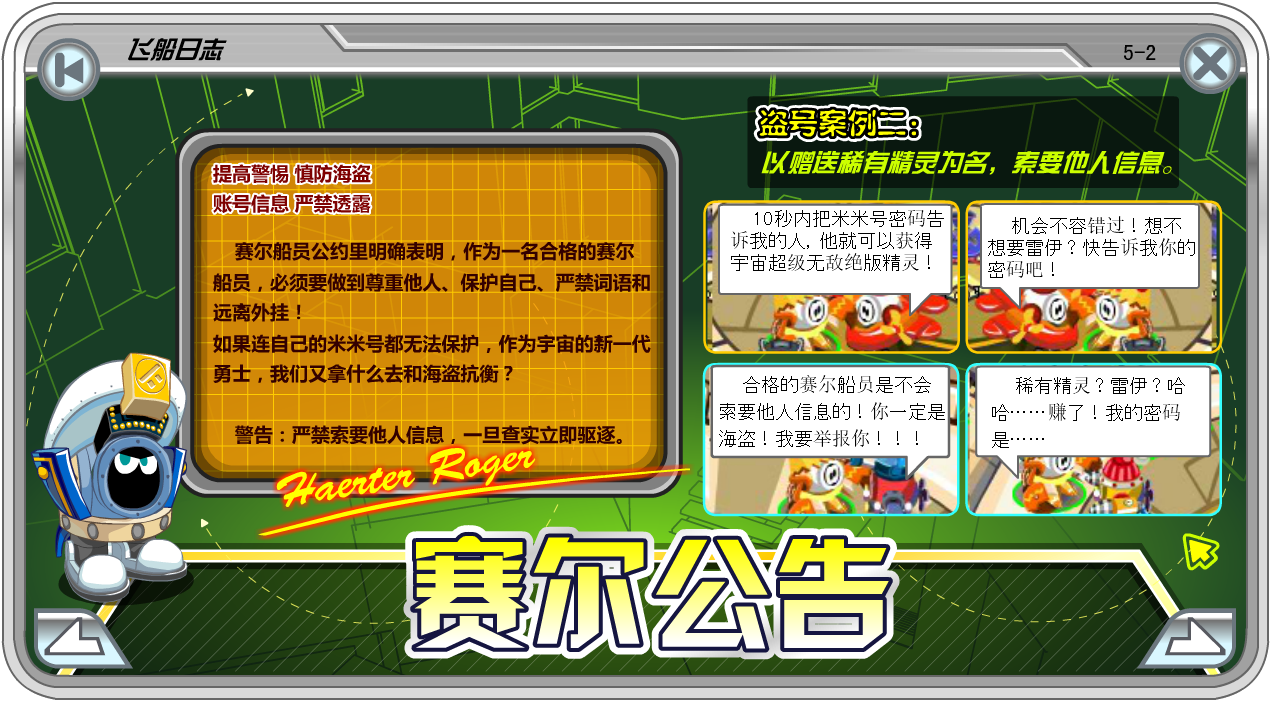 飞船日志
5-2
提高警惕 慎防海盗
账号信息 严禁透露
赛尔船员公约里明确表明，作为一名合格的赛尔
船员，必须要做到尊重他人、保护自己、严禁词语和
远离外挂！
如果连自己的米米号都无法保护，作为宇宙的新一代
勇士，我们又拿什么去和海盗抗衡？
警告：严禁索要他人信息，一旦查实立即驱逐。
Haerter Roger
盗号案例二：
以赠送稀有精灵为名，索要他人信息。
10秒内把米米号密码告
诉我的人, 他就可以获得
宇宙超级无敌绝版精灵！
机会不容错过！想不
想要雷伊？快告诉我你的
密码吧！
合格的赛尔船员是不会
索要他人信息的！你一定是
海盗！我要举报你！！！
稀有精灵？雷伊？哈
哈……赚了！我的密码
是……
赛尔公告